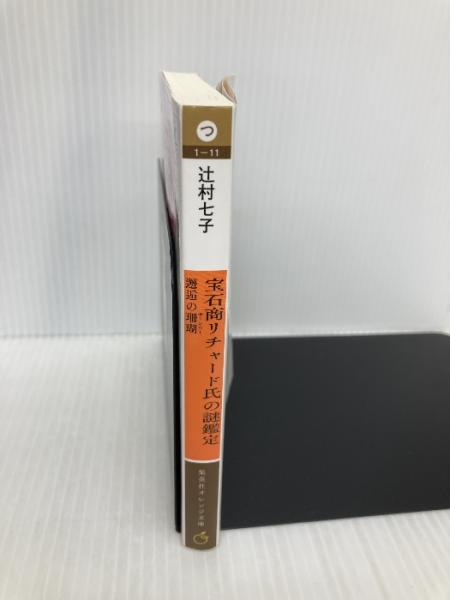 つ
1-11
辻村七子
宝石商リチャード氏の謎鑑定
邂逅の珊瑚
集英社オレンジ文庫